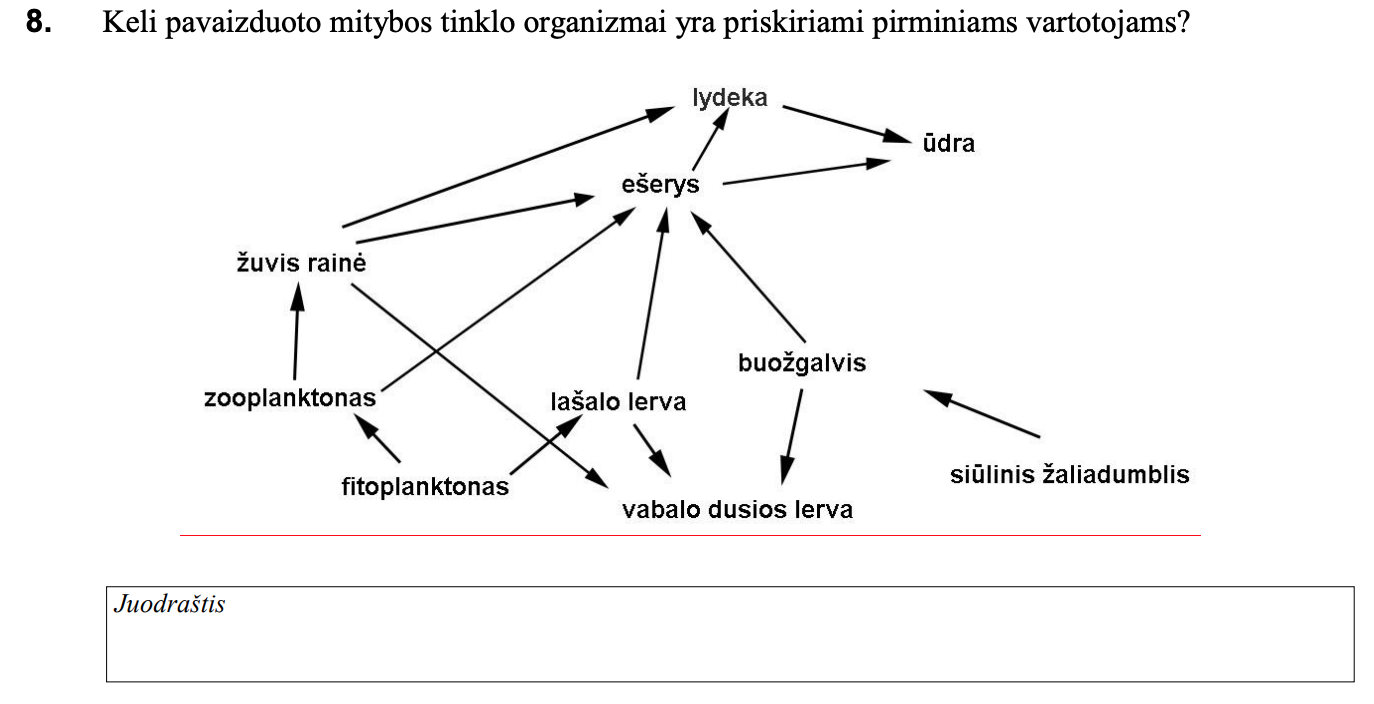 8. Keli pavaizduoto mitybos tinklo organizmai yra priskiriami pirminiams vartotojams?
lydeka
ūdra
ešerys
žuvis rainė
buožgalvis
zooplanktonas
lašalo lerva
siūlinis žaliadumblis
fitoplanktonas
vabalo dusios lerva
Juodraštis